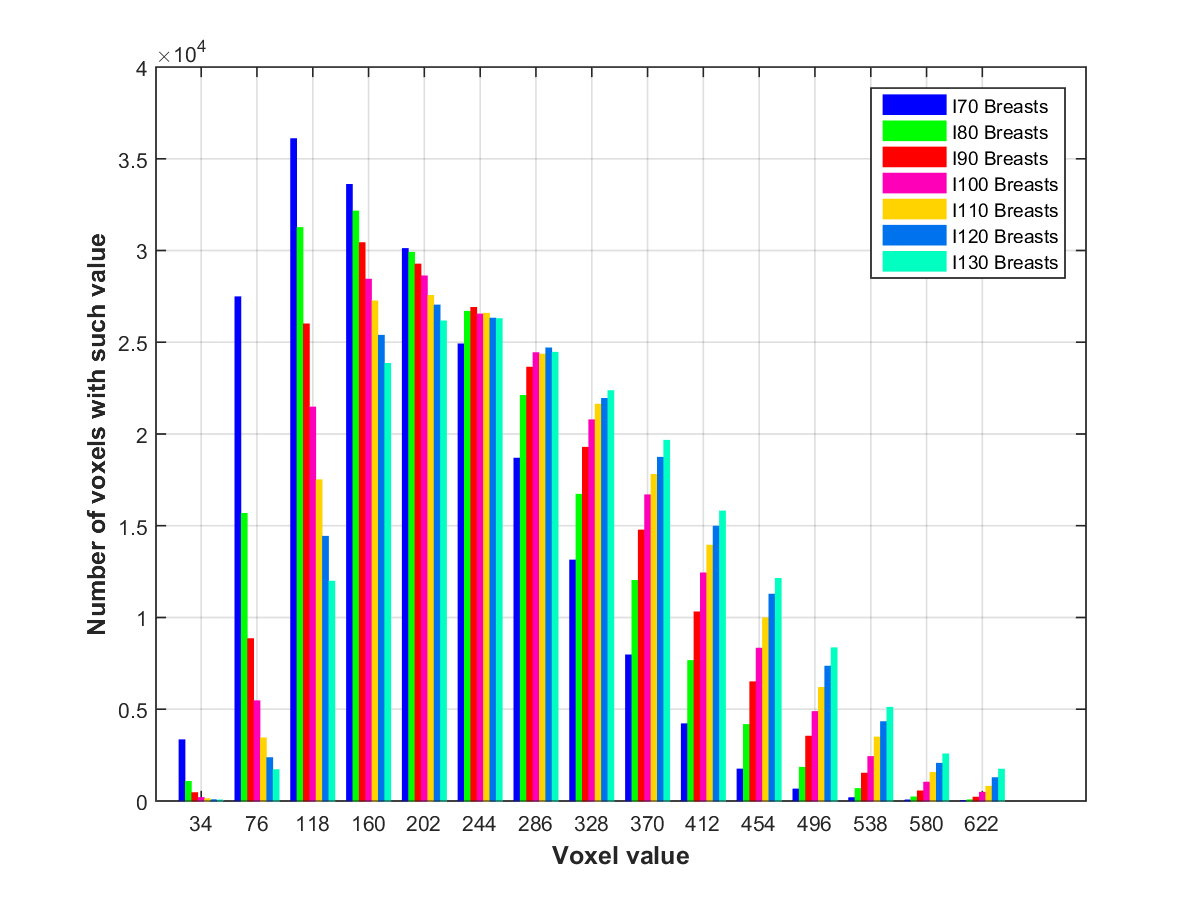 ×10⁴
4
3.5
3
2.5
2
1.5
1
0.5
0
Number of voxels with such value
I70 Breasts
I80 Breasts
I90 Breasts
I100 Breasts
I110 Breasts
I120 Breasts
I130 Breasts
34 76 118 160 202 244 286 328 370 412 454 496 538 580 622
Voxel value